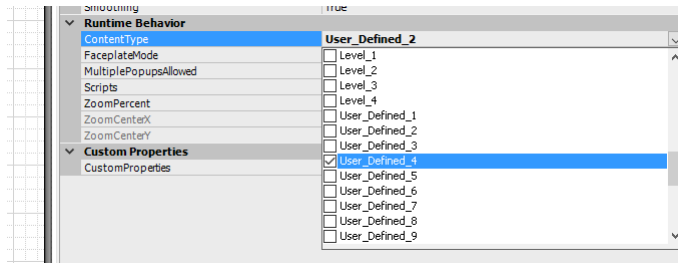 Smoothing True
Runtime Behavior
ContentType User_Defined_2
FaceplateMode Level_1
MultiplePopupsAllowed Level_2
Scripts Level_3
ZoomPercent Level_4
ZoomCenterX User_Defined_1
ZoomCenterY User_Defined_2
Custom Properties User_Defined_3
CustomProperties User_Defined_4
User_Defined_5
User_Defined_6
User_Defined_7
User_Defined_8
User_Defined_9